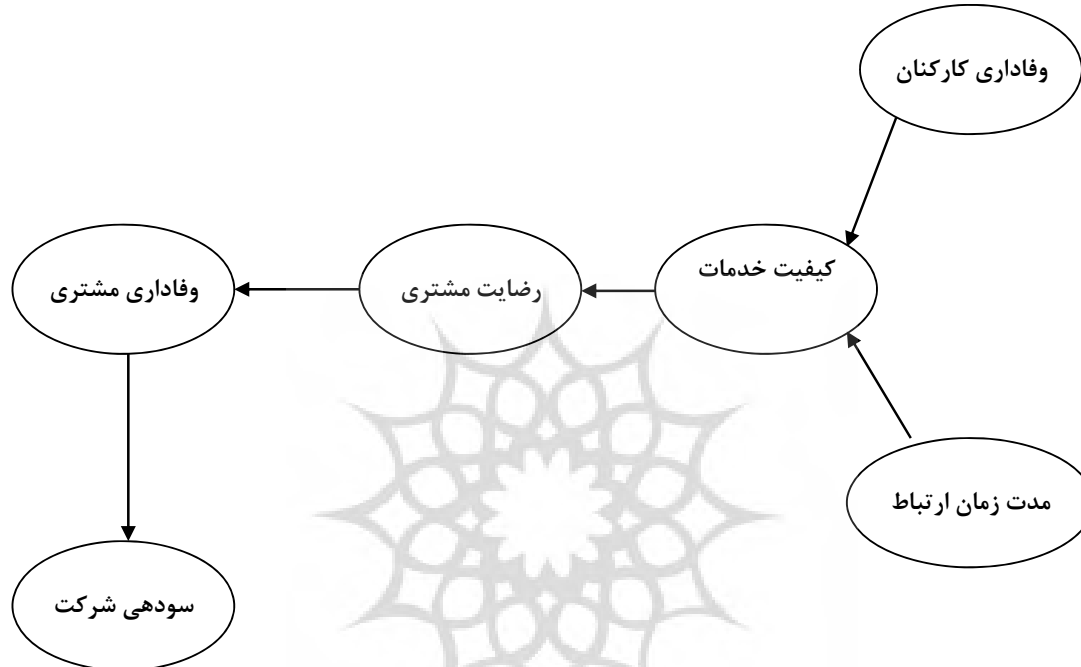 وفاداری کارکنان
کیفیت خدمات
رضایت مشتری
وفاداری مشتری
مدت زمان ارتباط
سودهی شرکت